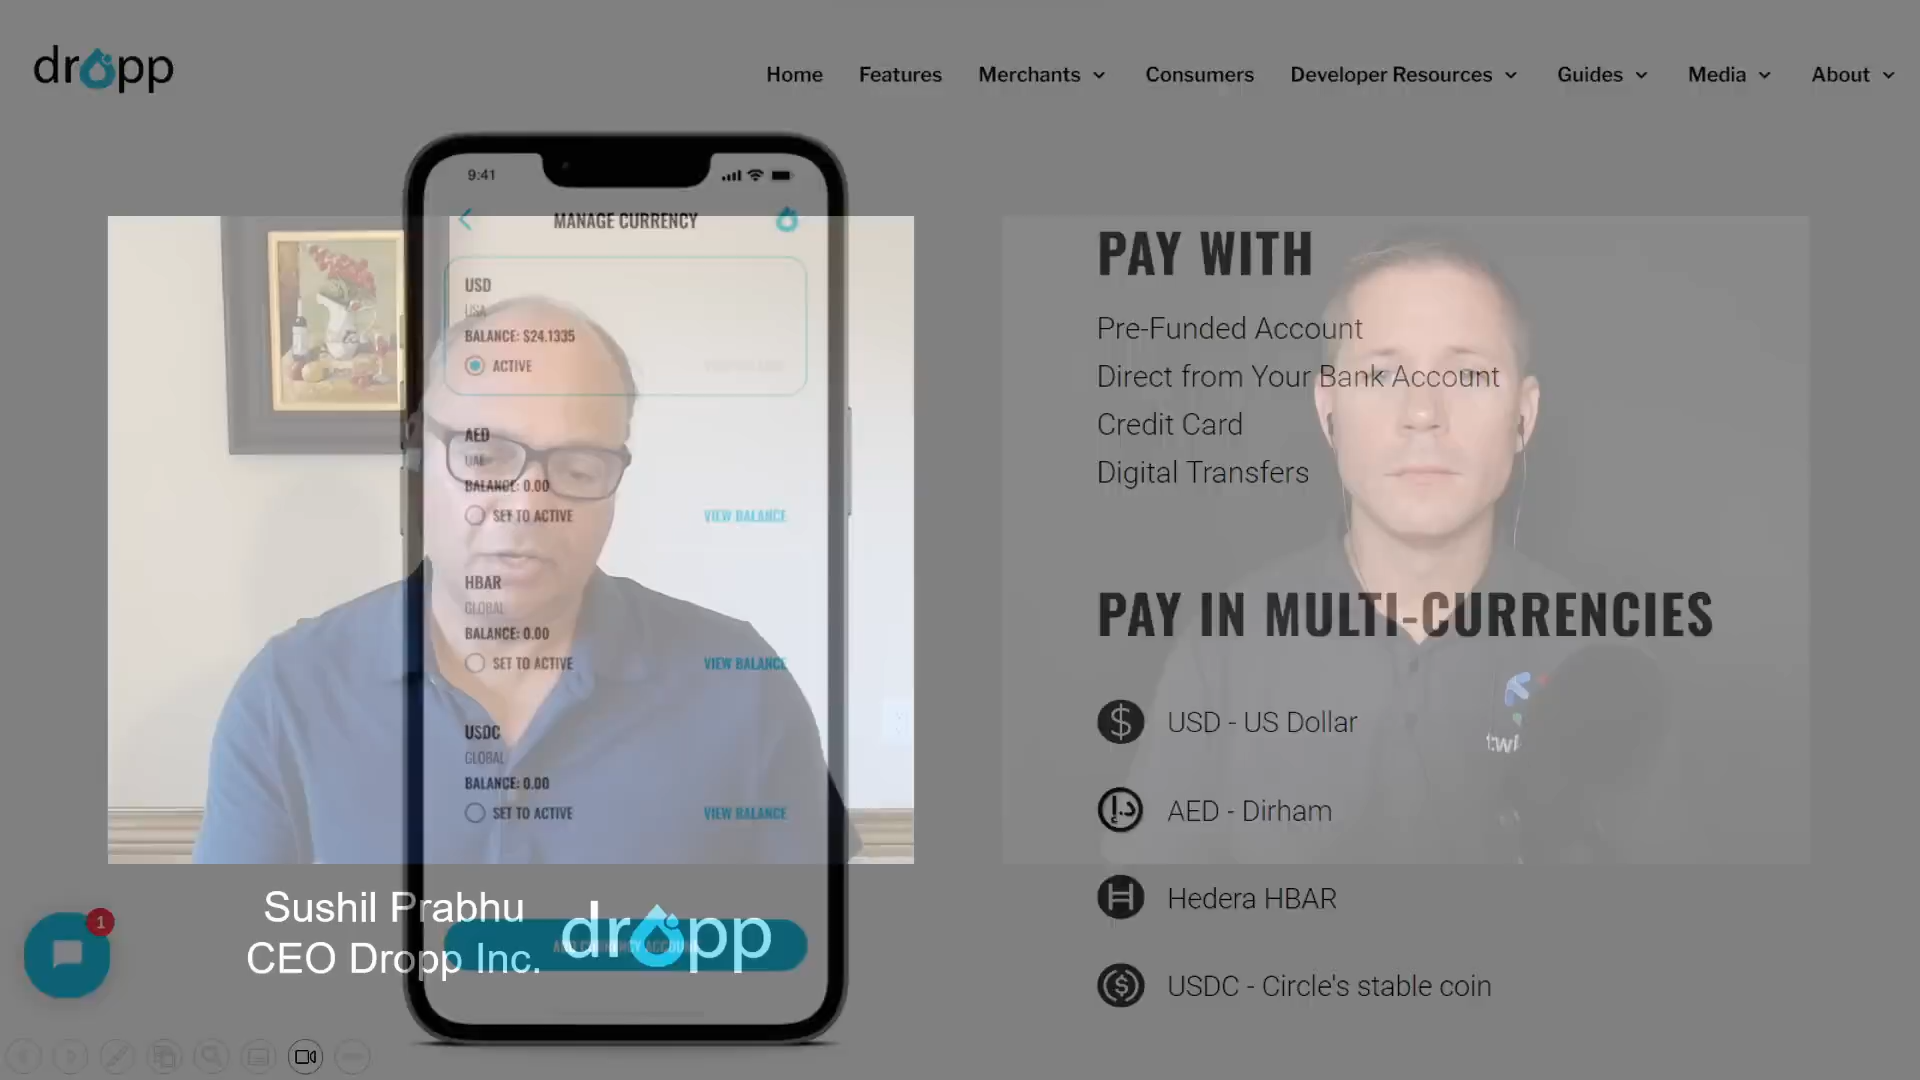 dropp
Home Features Merchants Consumers Developer Resources Guides Media About
9:41
MANAGE CURRENCY
USD
USA
BALANCE: $24.1335
ACTIVE
AED
UAE
BALANCE: 0.00
SET TO ACTIVE
VIEW BALANCE
HBAR
GLOBAL
BALANCE: 0.00
SET TO ACTIVE
VIEW BALANCE
USDC
GLOBAL
BALANCE: 0.00
SET TO ACTIVE
VIEW BALANCE
ADD CURRENCY ACCOUNT
PAY WITH
Pre-Funded Account
Direct from Your Bank Account
Credit Card
Digital Transfers
PAY IN MULTI-CURRENCIES
$ USD - US Dollar
د.إ AED - Dirham
Hedera HBAR
$ USDC - Circle's stable coin
Sushil Prabhu
CEO Dropp Inc.
dropp
1